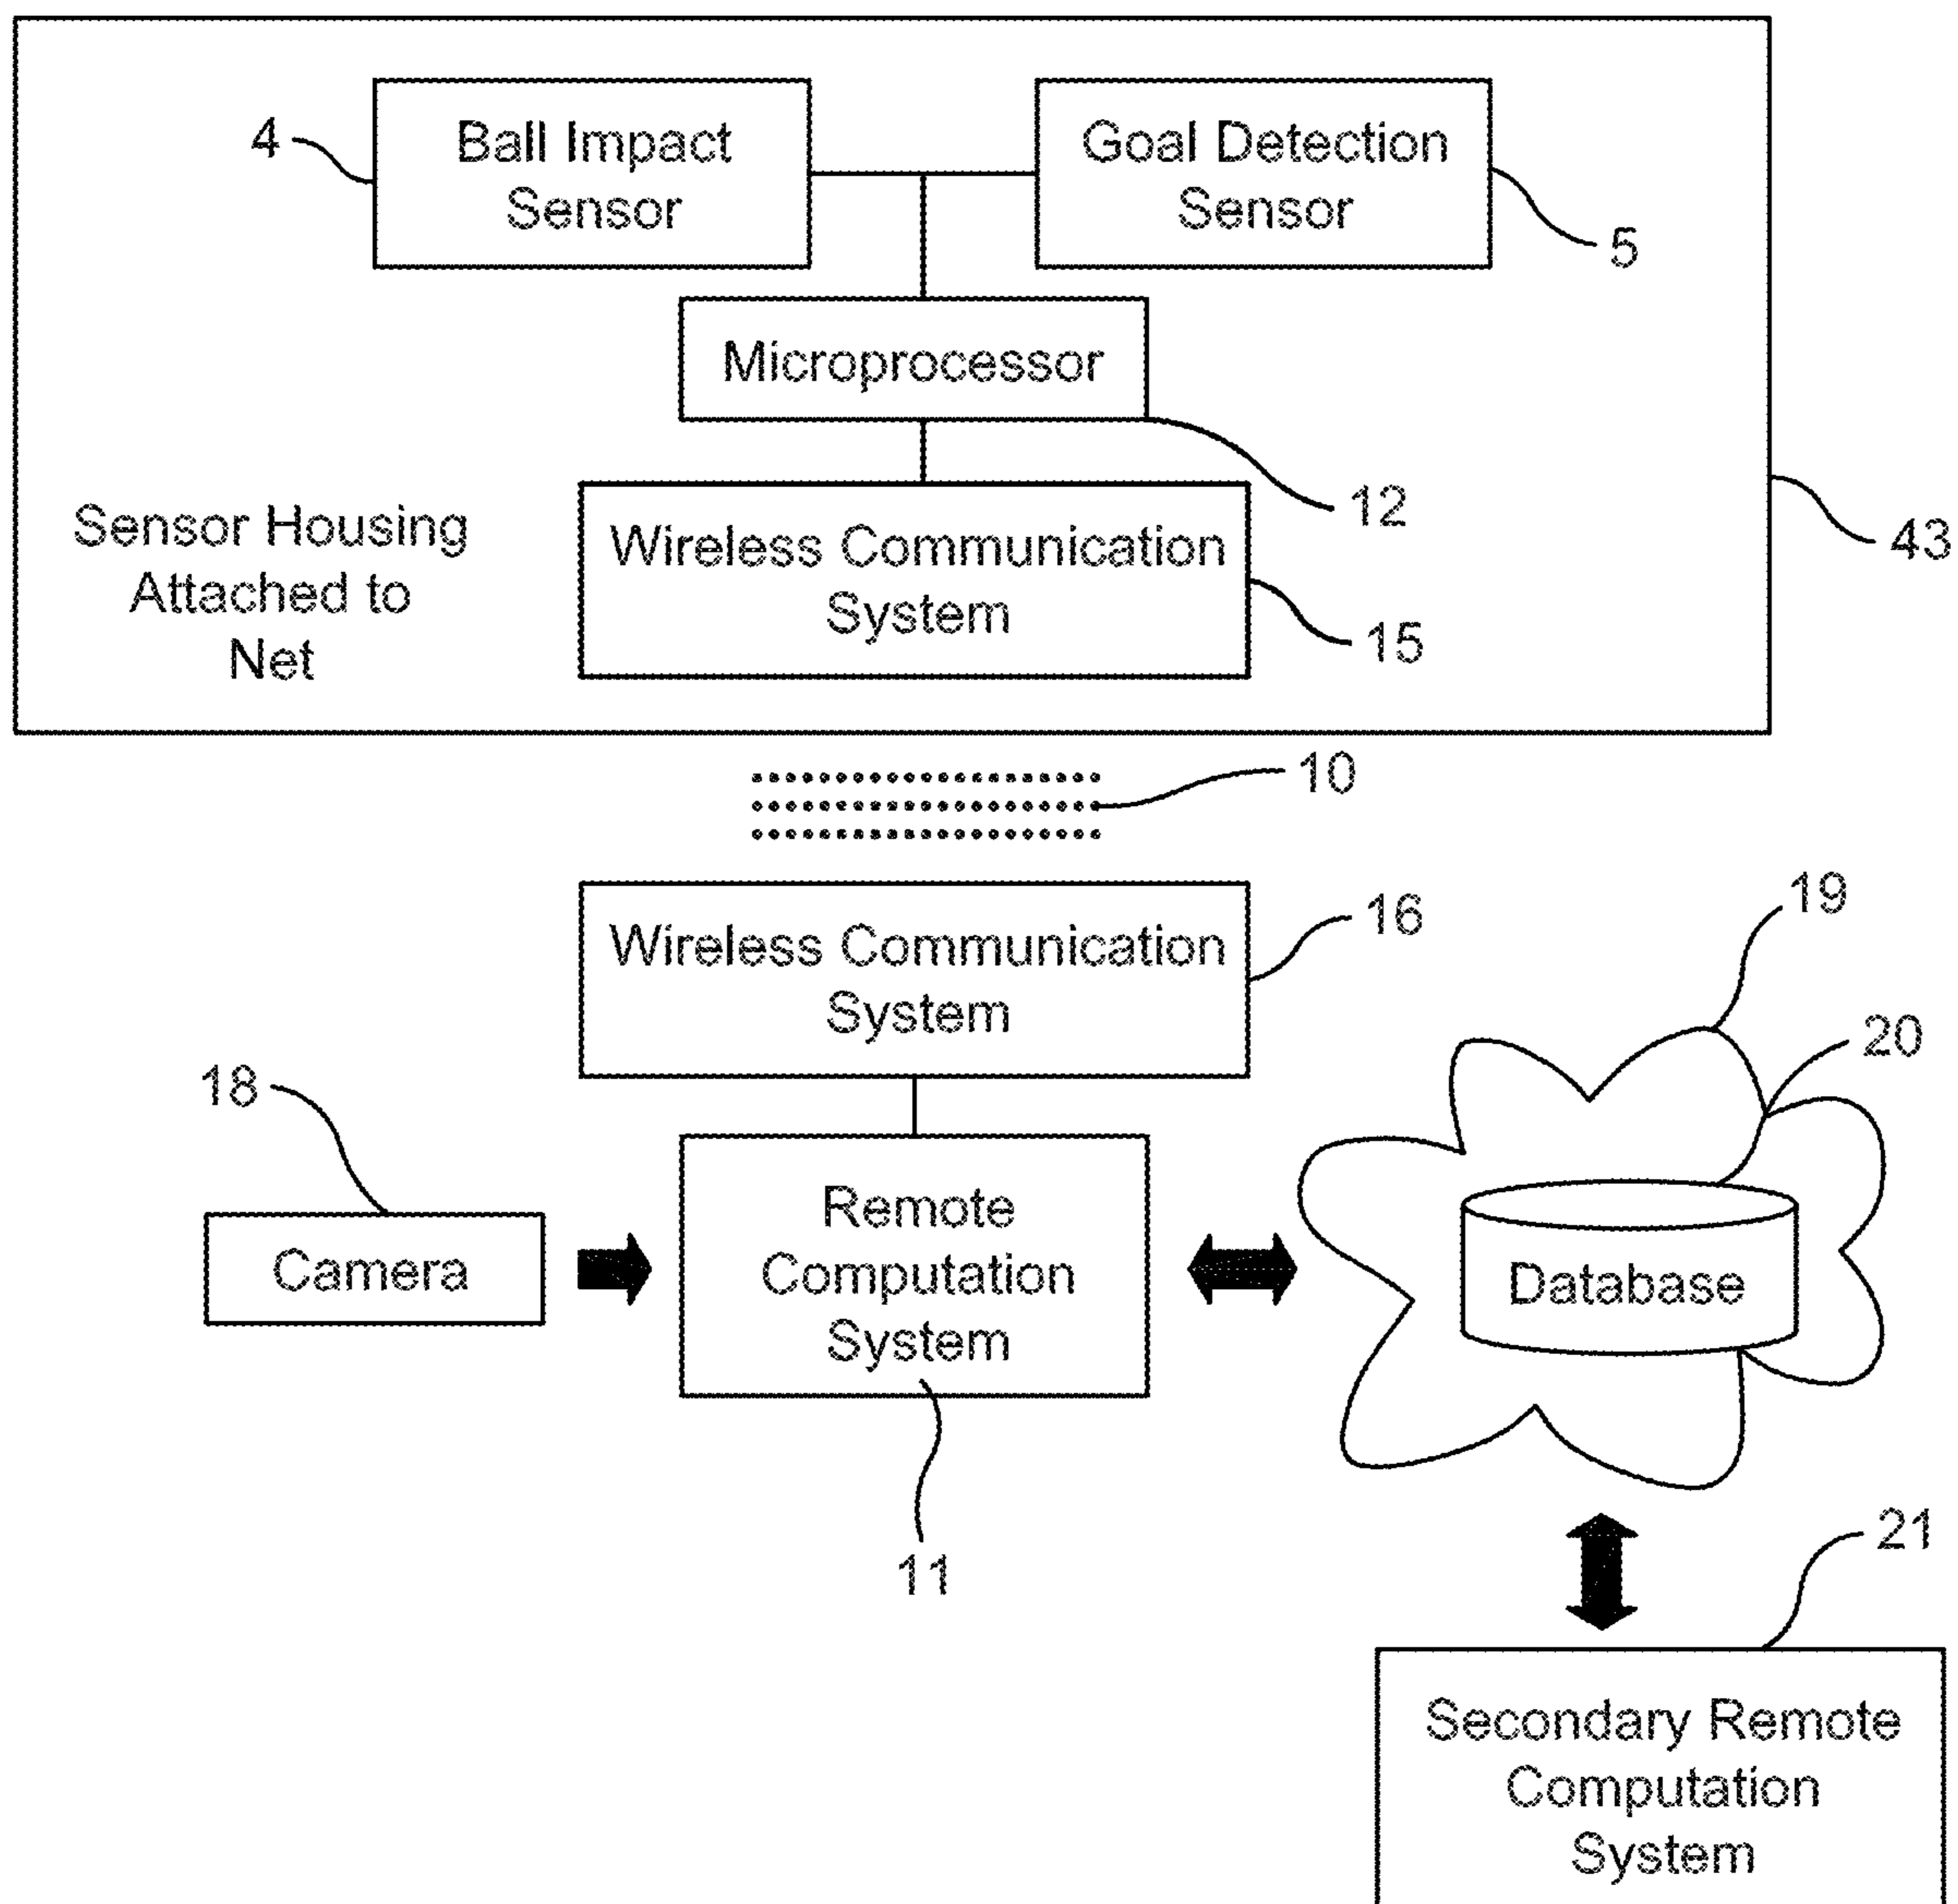 4
Ball Impact
Sensor
Goal Detection
Sensor
5
Microprocessor
12
Sensor Housing
Attached to
Net
Wireless Communication
System
15
43
10
Wireless Communication
System
16
19
20
18
Camera
Remote
Computation
System
11
Database
21
Secondary Remote
Computation
System